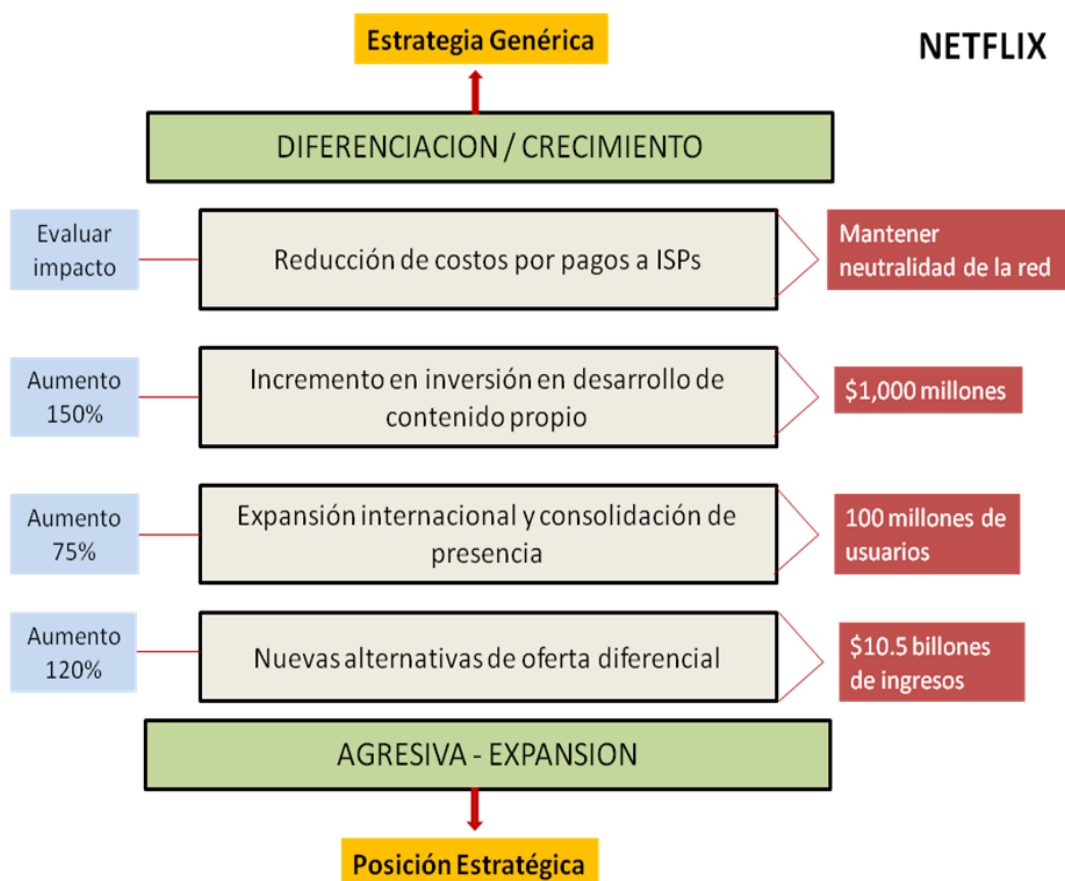 Estrategia Genérica
NETFLIX
DIFERENCIACION / CRECIMIENTO
Evaluar
impacto
Reducción de costos por pagos a ISPs
Mantener
neutralidad de la red
Aumento
150%
Incremento en inversión en desarrollo de
contenido propio
$1,000 millones
Aumento
75%
Expansión internacional y consolidación de
presencia
100 millones de
usuarios
Aumento
120%
Nuevas alternativas de oferta diferencial
$10.5 billones
de ingresos
AGRESIVA - EXPANSION
Posición Estratégica